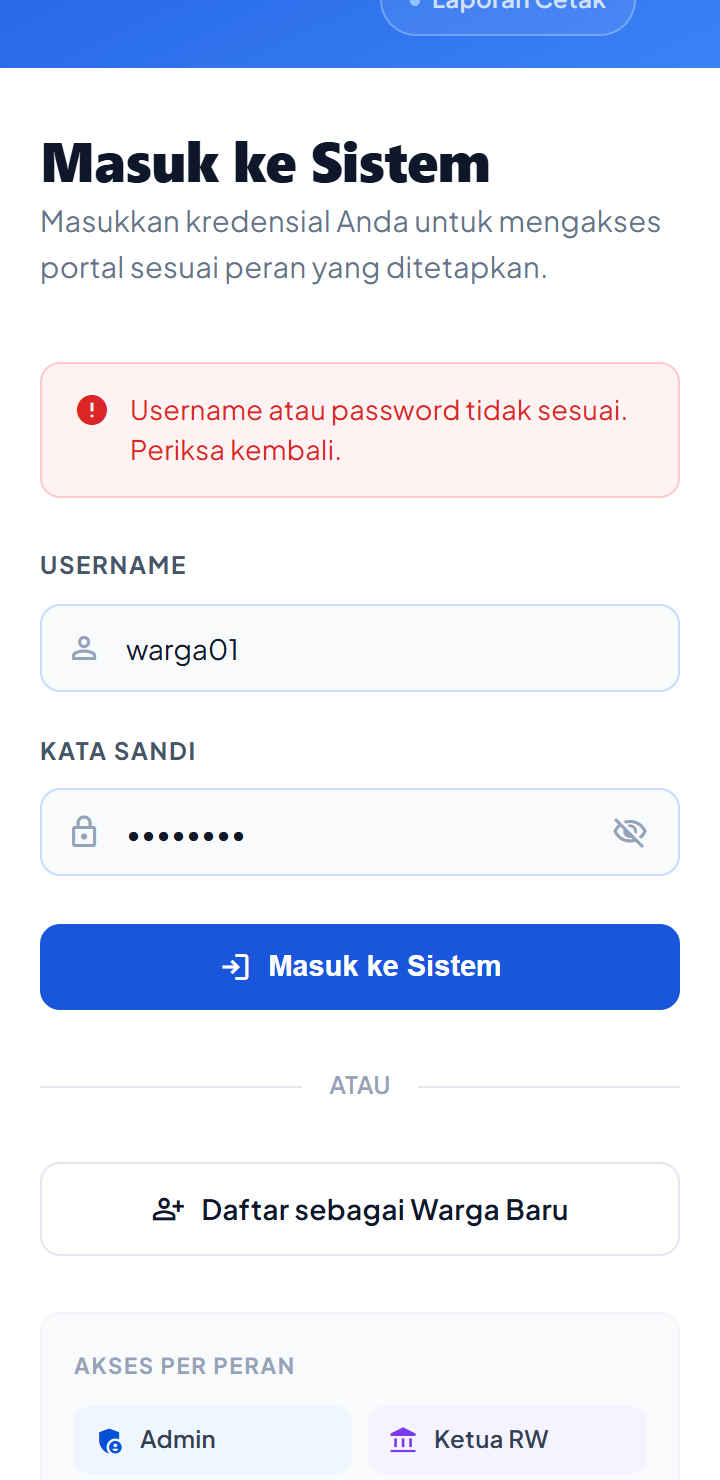 Laporan Cetak
Masuk ke Sistem
Masukkan kredensial Anda untuk mengakses
portal sesuai peran yang ditetapkan.
Username atau password tidak sesuai.
Periksa kembali.
USERNAME
warga01
KATA SANDI
Masuk ke Sistem
ATAU
Daftar sebagai Warga Baru
AKSES PER PERAN
Admin
Ketua RW